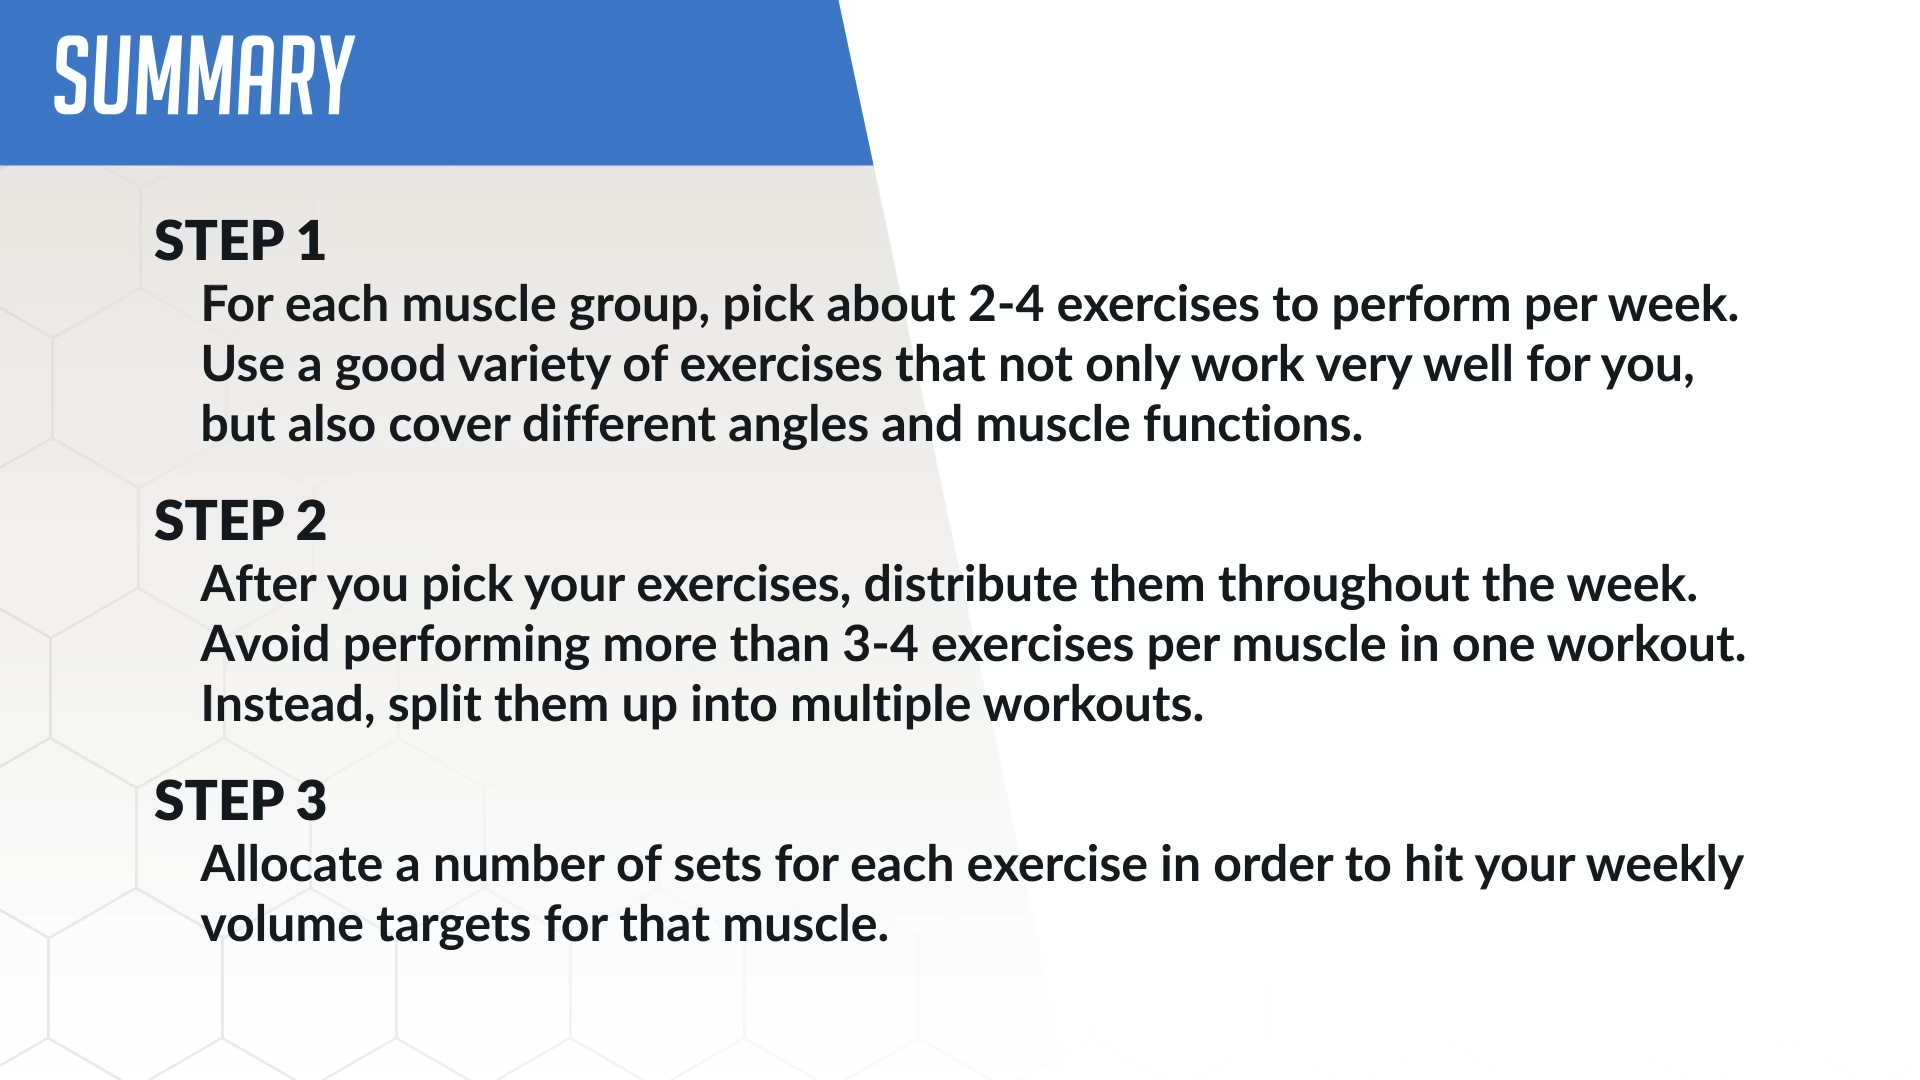 SUMMARY
STEP 1
For each muscle group, pick about 2-4 exercises to perform per week.
Use a good variety of exercises that not only work very well for you,
but also cover different angles and muscle functions.
STEP 2
After you pick your exercises, distribute them throughout the week.
Avoid performing more than 3-4 exercises per muscle in one workout.
Instead, split them up into multiple workouts.
STEP 3
Allocate a number of sets for each exercise in order to hit your weekly
volume targets for that muscle.